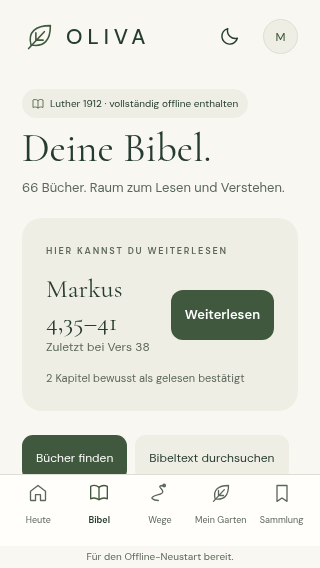 OLIVA
M
Luther 1912 · vollständig offline enthalten
Deine Bibel.
66 Bücher. Raum zum Lesen und Verstehen.
HIER KANNST DU WEITERLESEN
Markus
4,35–41
Weiterlesen
Zuletzt bei Vers 38
2 Kapitel bewusst als gelesen bestätigt
Bücher finden
Bibeltext durchsuchen
Heute
Bibel
Wege
Mein Garten
Sammlung
Für den Offline-Neustart bereit.